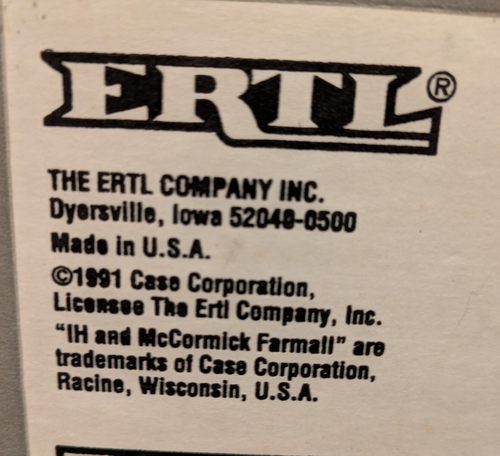 ERTL®
THE ERTL COMPANY INC.
Dyersville, Iowa 52040-0500
Made in U.S.A.
©1991 Case Corporation,
Licensee The Ertl Company, Inc.
"IH and McCormick Farmall" are
trademarks of Case Corporation,
Racine, Wisconsin, U.S.A.